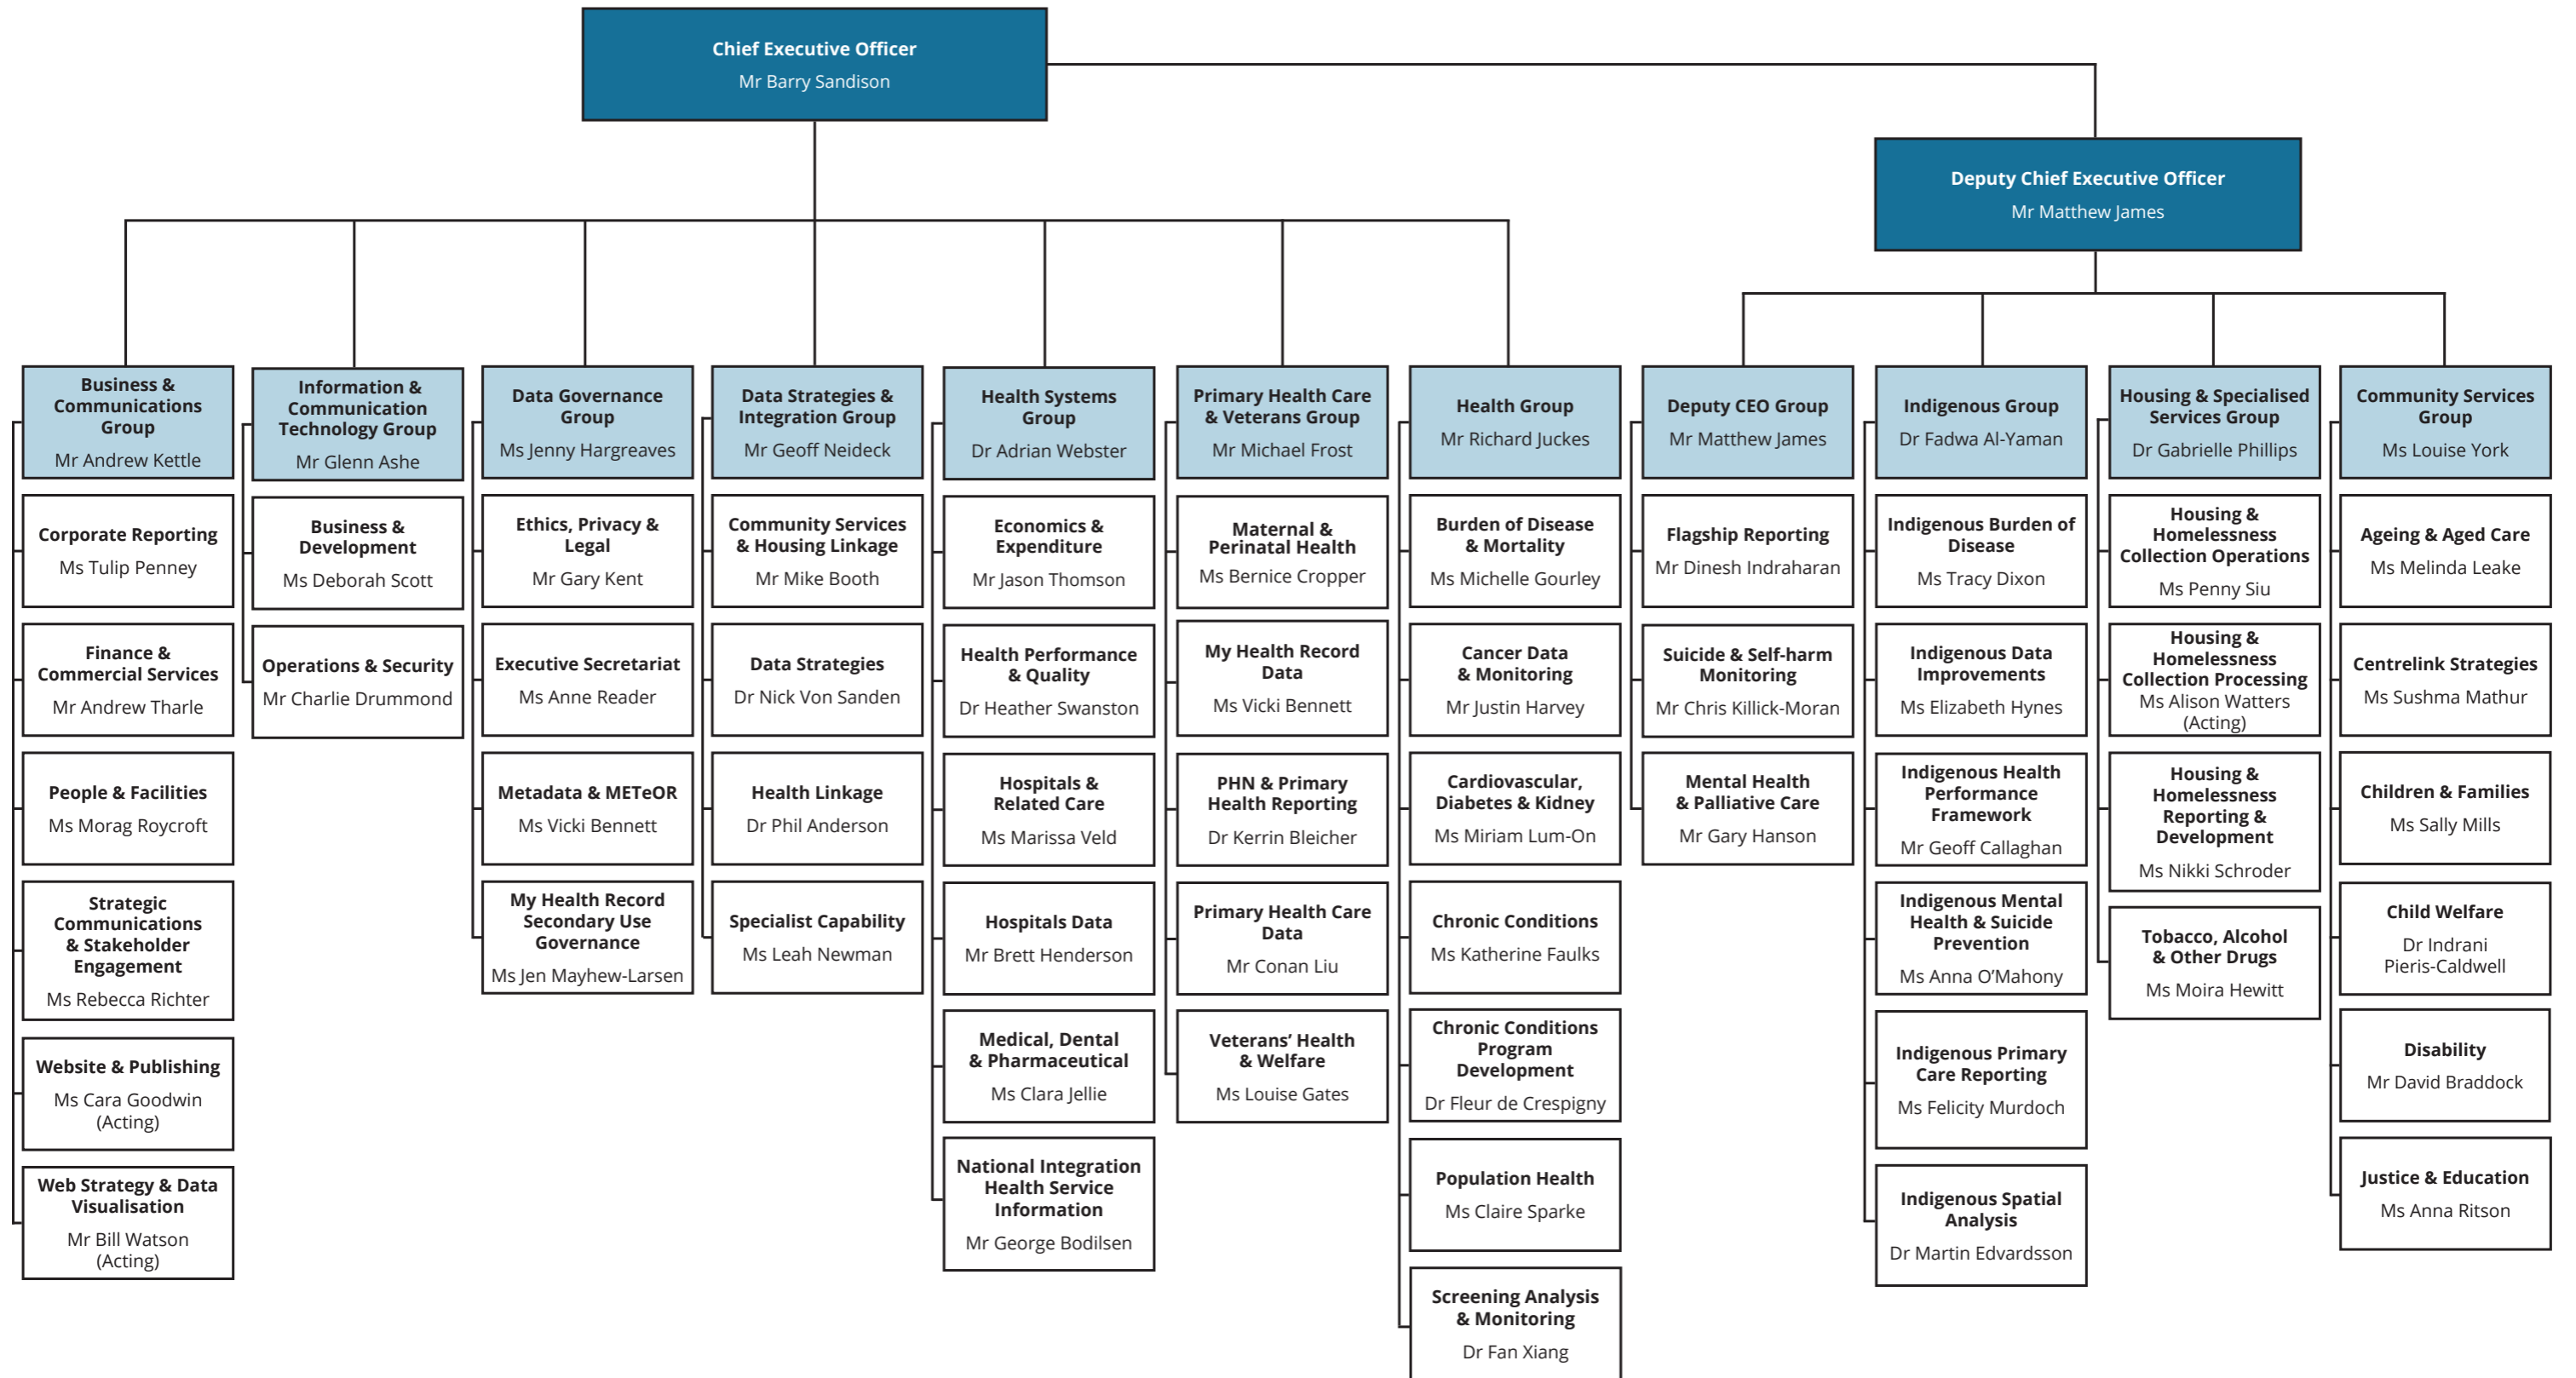 Chief Executive Officer
Mr Barry Sandison
Deputy Chief Executive Officer
Mr Matthew James
Business &
Communications
Group
Mr Andrew Kettle
Corporate Reporting
Ms Tulip Penney
Finance &
Commercial Services
Mr Andrew Tharle
People & Facilities
Ms Morag Roycroft
Strategic
Communications
& Stakeholder
Engagement
Ms Rebecca Richter
Website & Publishing
Ms Cara Goodwin
(Acting)
Web Strategy & Data
Visualisation
Mr Bill Watson
(Acting)
Information &
Communication
Technology Group
Mr Glenn Ashe
Business &
Development
Ms Deborah Scott
Operations & Security
Mr Charlie Drummond
Data Governance
Group
Ms Jenny Hargreaves
Ethics, Privacy &
Legal
Mr Gary Kent
Executive Secretariat
Ms Anne Reader
Metadata & METeOR
Ms Vicki Bennett
My Health Record
Secondary Use
Governance
Ms Jen Mayhew-Larsen
Data Strategies &
Integration Group
Mr Geoff Neideck
Community Services
& Housing Linkage
Mr Mike Booth
Data Strategies
Dr Nick Von Sanden
Health Linkage
Dr Phil Anderson
Specialist Capability
Ms Leah Newman
Health Systems
Group
Dr Adrian Webster
Economics &
Expenditure
Mr Jason Thomson
Health Performance
& Quality
Dr Heather Swanston
Hospitals &
Related Care
Ms Marissa Veld
Hospitals Data
Mr Brett Henderson
Medical, Dental
& Pharmaceutical
Ms Clara Jellie
National Integration
Health Service
Information
Mr George Bodilsen
Primary Health Care
& Veterans Group
Mr Michael Frost
Maternal &
Perinatal Health
Ms Bernice Cropper
My Health Record
Data
Ms Vicki Bennett
PHN & Primary
Health Reporting
Dr Kerrin Bleicher
Primary Health Care
Data
Mr Conan Liu
Veterans’ Health
& Welfare
Ms Louise Gates
Health Group
Mr Richard Juckes
Burden of Disease
& Mortality
Ms Michelle Gourley
Cancer Data
& Monitoring
Mr Justin Harvey
Cardiovascular,
Diabetes & Kidney
Ms Miriam Lum-On
Chronic Conditions
Ms Katherine Faulks
Chronic Conditions
Program
Development
Dr Fleur de Crespigny
Population Health
Ms Claire Sparke
Screening Analysis
& Monitoring
Dr Fan Xiang
Deputy CEO Group
Mr Matthew James
Flagship Reporting
Mr Dinesh Indraharan
Suicide & Self-harm
Monitoring
Mr Chris Killick-Moran
Mental Health
& Palliative Care
Mr Gary Hanson
Indigenous Group
Dr Fadwa Al-Yaman
Indigenous Burden of
Disease
Ms Tracy Dixon
Indigenous Data
Improvements
Ms Elizabeth Hynes
Indigenous Health
Performance
Framework
Mr Geoff Callaghan
Indigenous Mental
Health & Suicide
Prevention
Ms Anna O’Mahony
Indigenous Primary
Care Reporting
Ms Felicity Murdoch
Indigenous Spatial
Analysis
Dr Martin Edvardsson
Housing & Specialised
Services Group
Dr Gabrielle Phillips
Housing &
Homelessness
Collection Operations
Ms Penny Siu
Housing &
Homelessness
Collection Processing
Ms Alison Watters
(Acting)
Housing &
Homelessness
Reporting &
Development
Ms Nikki Schroder
Tobacco, Alcohol
& Other Drugs
Ms Moira Hewitt
Community Services
Group
Ms Louise York
Ageing & Aged Care
Ms Melinda Leake
Centrelink Strategies
Ms Sushma Mathur
Children & Families
Ms Sally Mills
Child Welfare
Dr Indrani
Pieris-Caldwell
Disability
Mr David Braddock
Justice & Education
Ms Anna Ritson